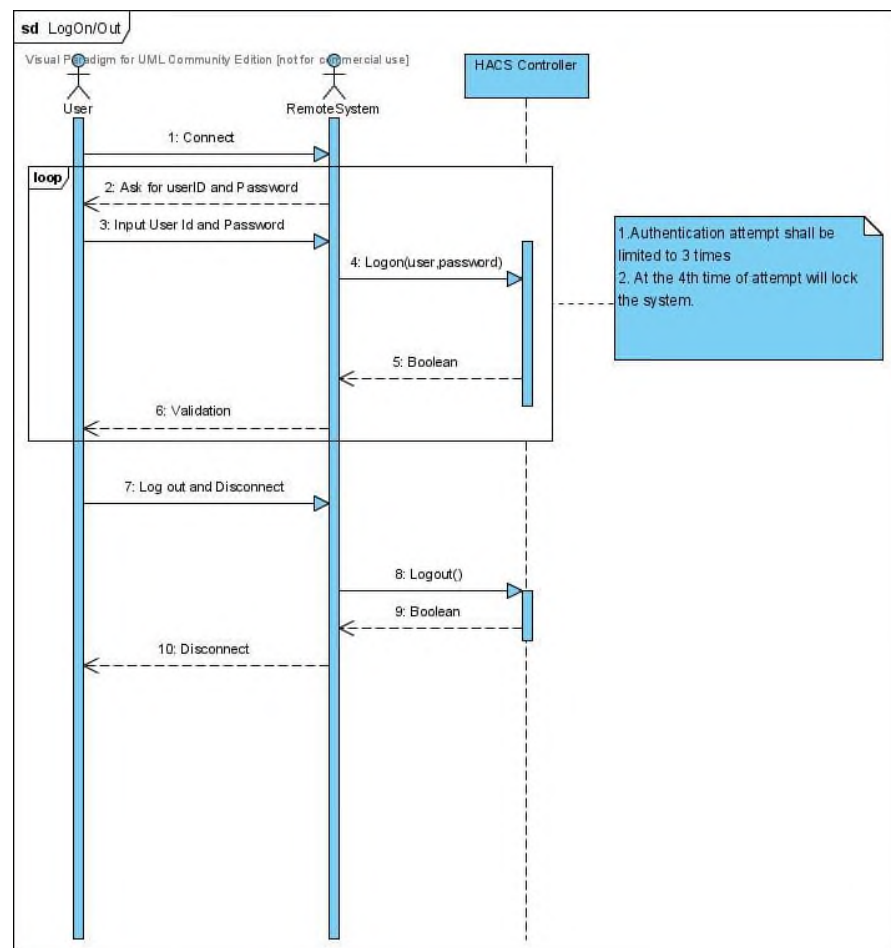 sd LogOn/Out
Visual Paradigm for UML Community Edition [not for commercial use]
HACS Controller
User
RemoteSystem
1: Connect
loop
2: Ask for userID and Password
3: Input User Id and Password
1.Authentication attempt shall be
limited to 3 times
2. At the 4th time of attempt will lock
the system.
4: Logon(user,password)
5: Boolean
6: Validation
7: Log out and Disconnect
8: Logout()
9: Boolean
10: Disconnect